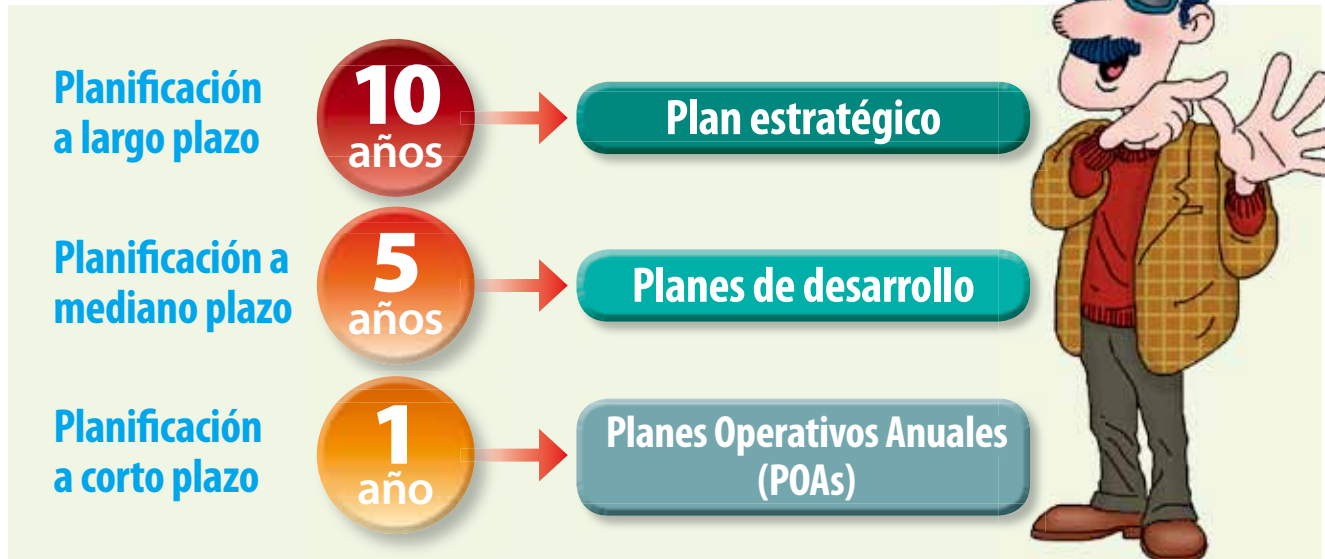 Planificación
a largo plazo
10
años
Plan estratégico
Planificación a
mediano plazo
5
años
Planes de desarrollo
Planificación
a corto plazo
1
año
Planes Operativos Anuales
(POAs)